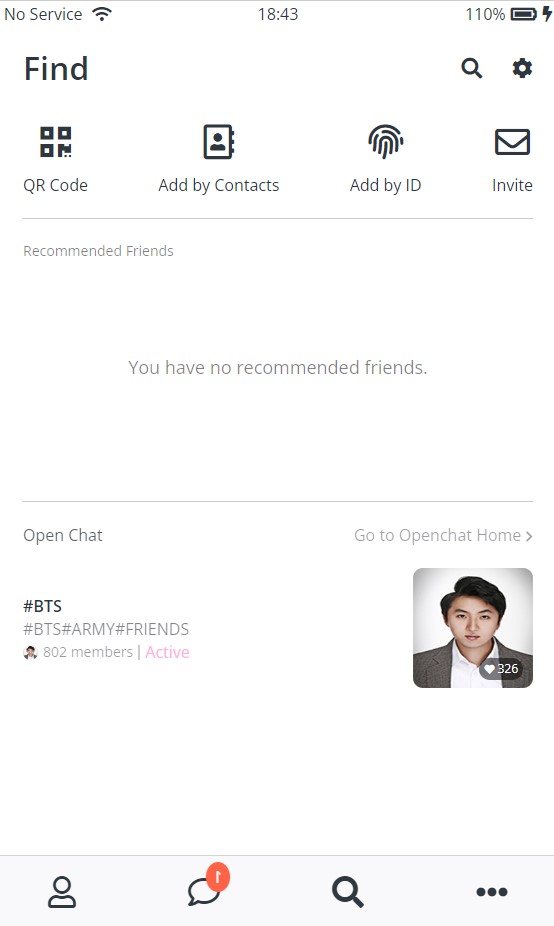 No Service 18:43 110%
Find
QR Code Add by Contacts Add by ID Invite
Recommended Friends
You have no recommended friends.
Open Chat Go to Openchat Home
#BTS
#BTS#ARMY#FRIENDS
802 members | Active
326
1